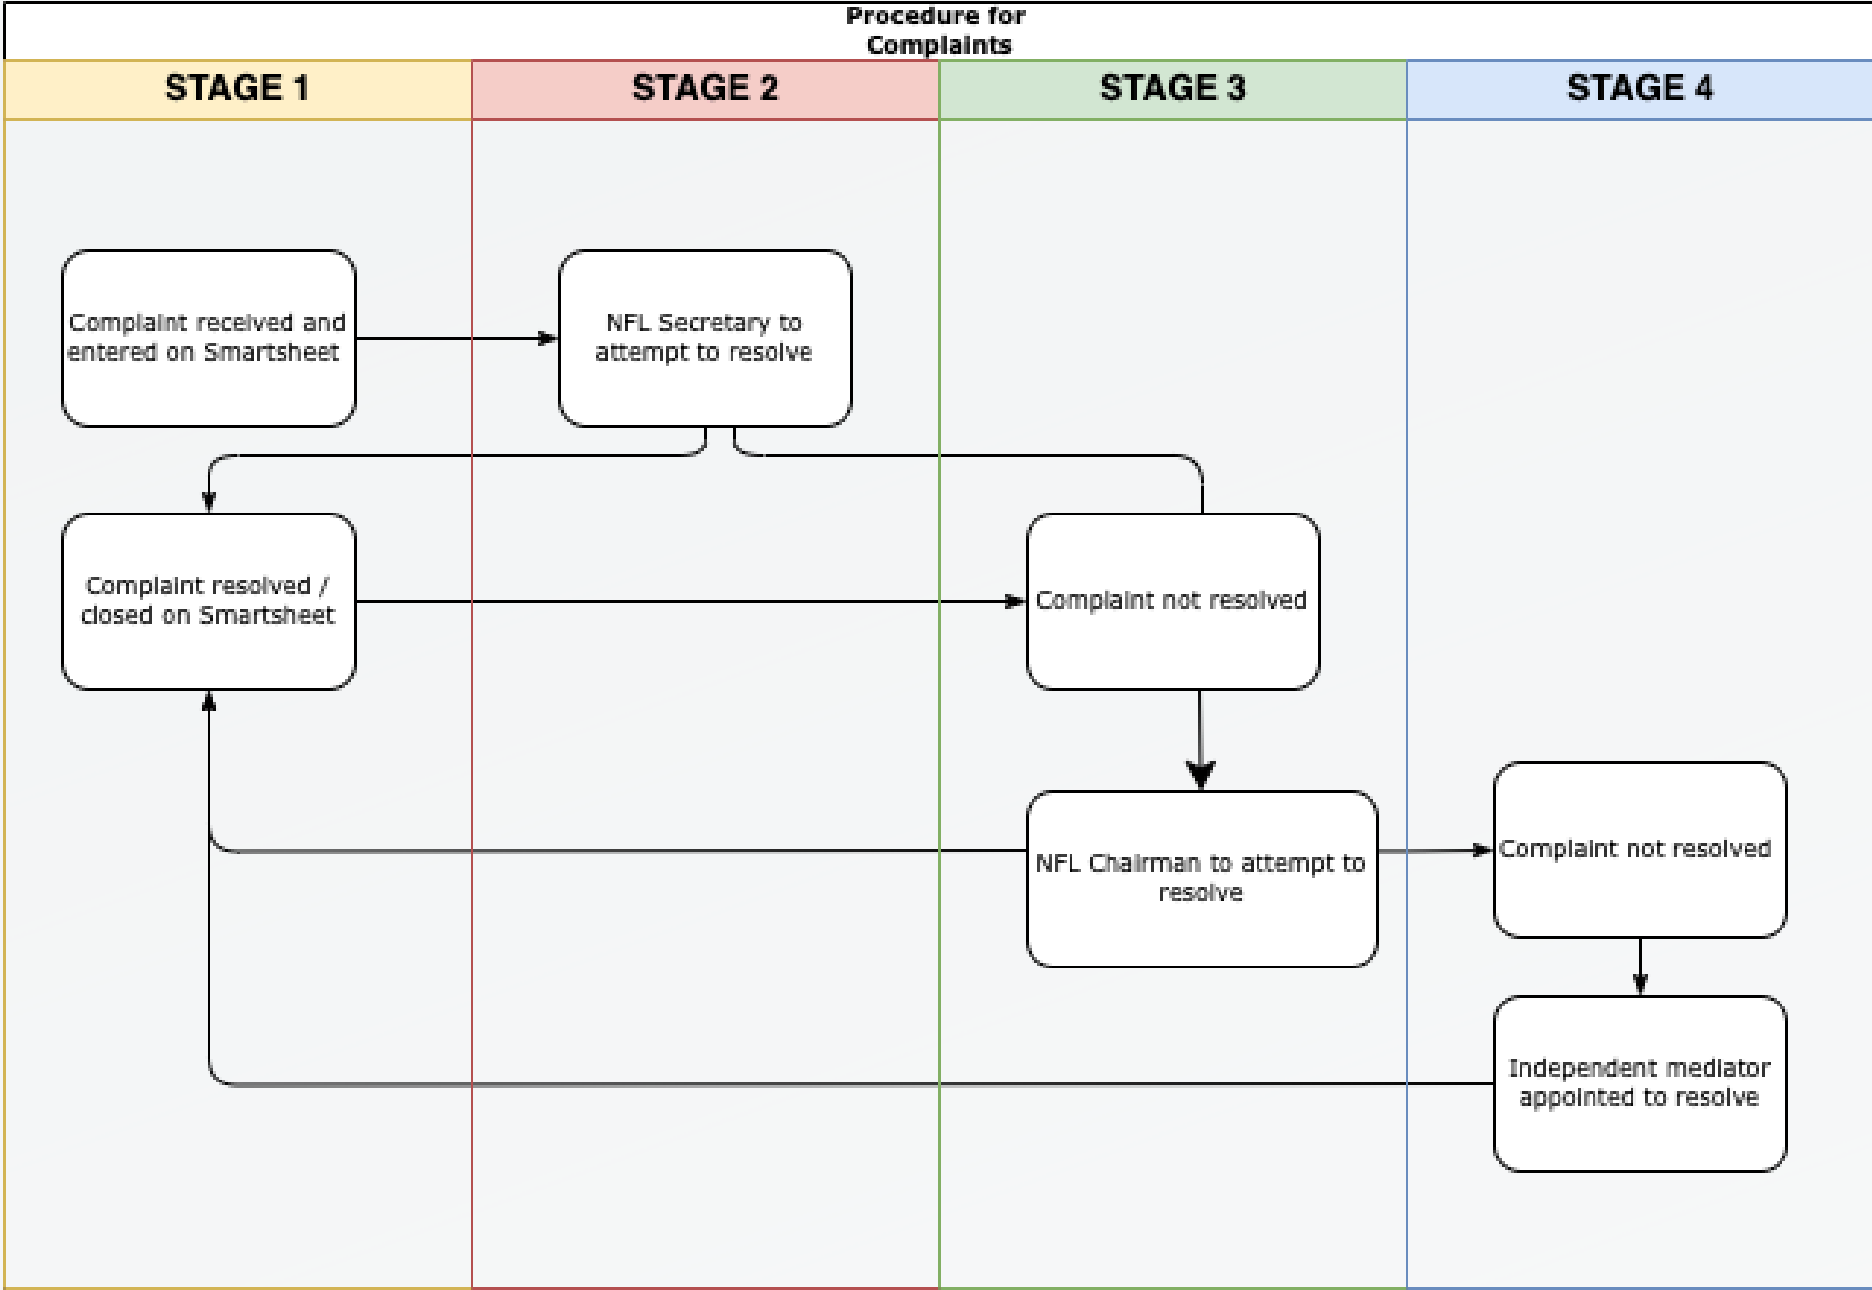 Procedure for
Complaints
STAGE 1
STAGE 2
STAGE 3
STAGE 4
Complaint received and
entered on Smartsheet
NFL Secretary to
attempt to resolve
Complaint resolved /
closed on Smartsheet
Complaint not resolved
NFL Chairman to attempt to
resolve
Complaint not resolved
Independent mediator
appointed to resolve